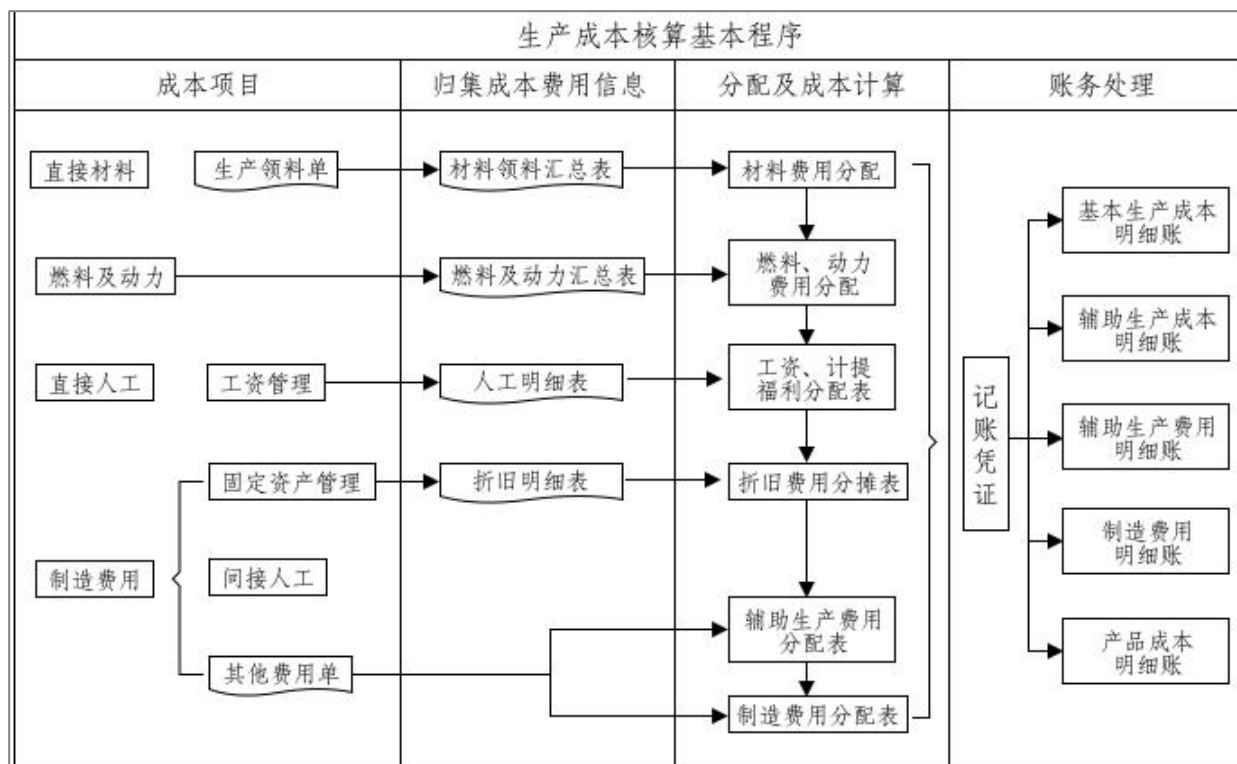 生产成本核算基本程序
成本项目
归集成本费用信息
分配及成本计算
账务处理
直接材料
生产领料单
材料领料汇总表
材料费用分配
燃料及动力
燃料及动力汇总表
燃料、动力
费用分配
直接人工
工资管理
人工明细表
工资、计提
福利分配表
固定资产管理
折旧明细表
折旧费用分摊表
制造费用
间接人工
其他费用单
辅助生产费用
分配表
制造费用分配表
记账凭证
基本生产成本
明细账
辅助生产成本
明细账
辅助生产费用
明细账
制造费用
明细账
产品成本
明细账